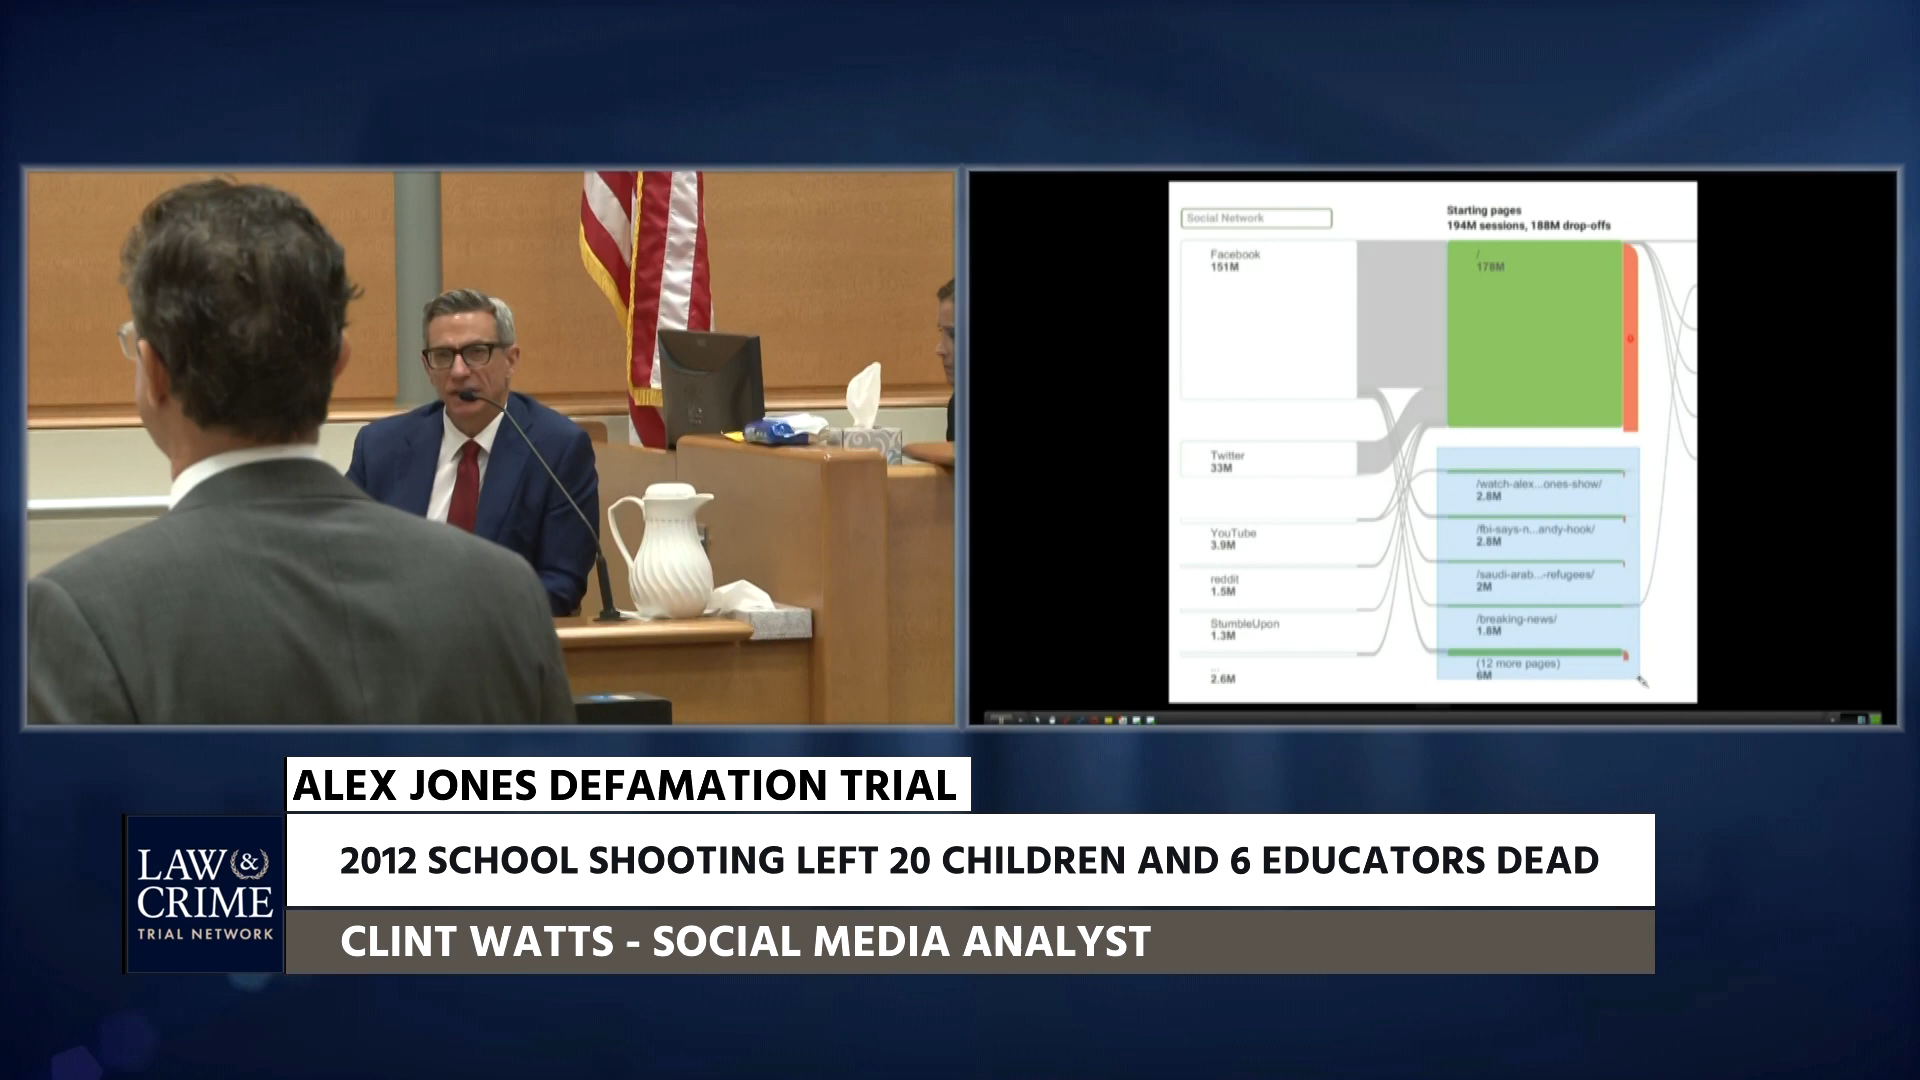 Social Network
Starting pages
194M sessions, 188M drop-offs
Facebook
151M
/
178M
Twitter
33M
/watch-alex...ones-show/
2.8M
/fbi-says-n...andy-hook/
2.8M
YouTube
3.9M
/saudi-arab...-refugees/
2M
reddit
1.5M
/breaking-news/
1.8M
StumbleUpon
1.3M
(12 more pages)
6M
...
2.6M
ALEX JONES DEFAMATION TRIAL
2012 SCHOOL SHOOTING LEFT 20 CHILDREN AND 6 EDUCATORS DEAD
LAW &
CRIME
TRIAL NETWORK
CLINT WATTS - SOCIAL MEDIA ANALYST